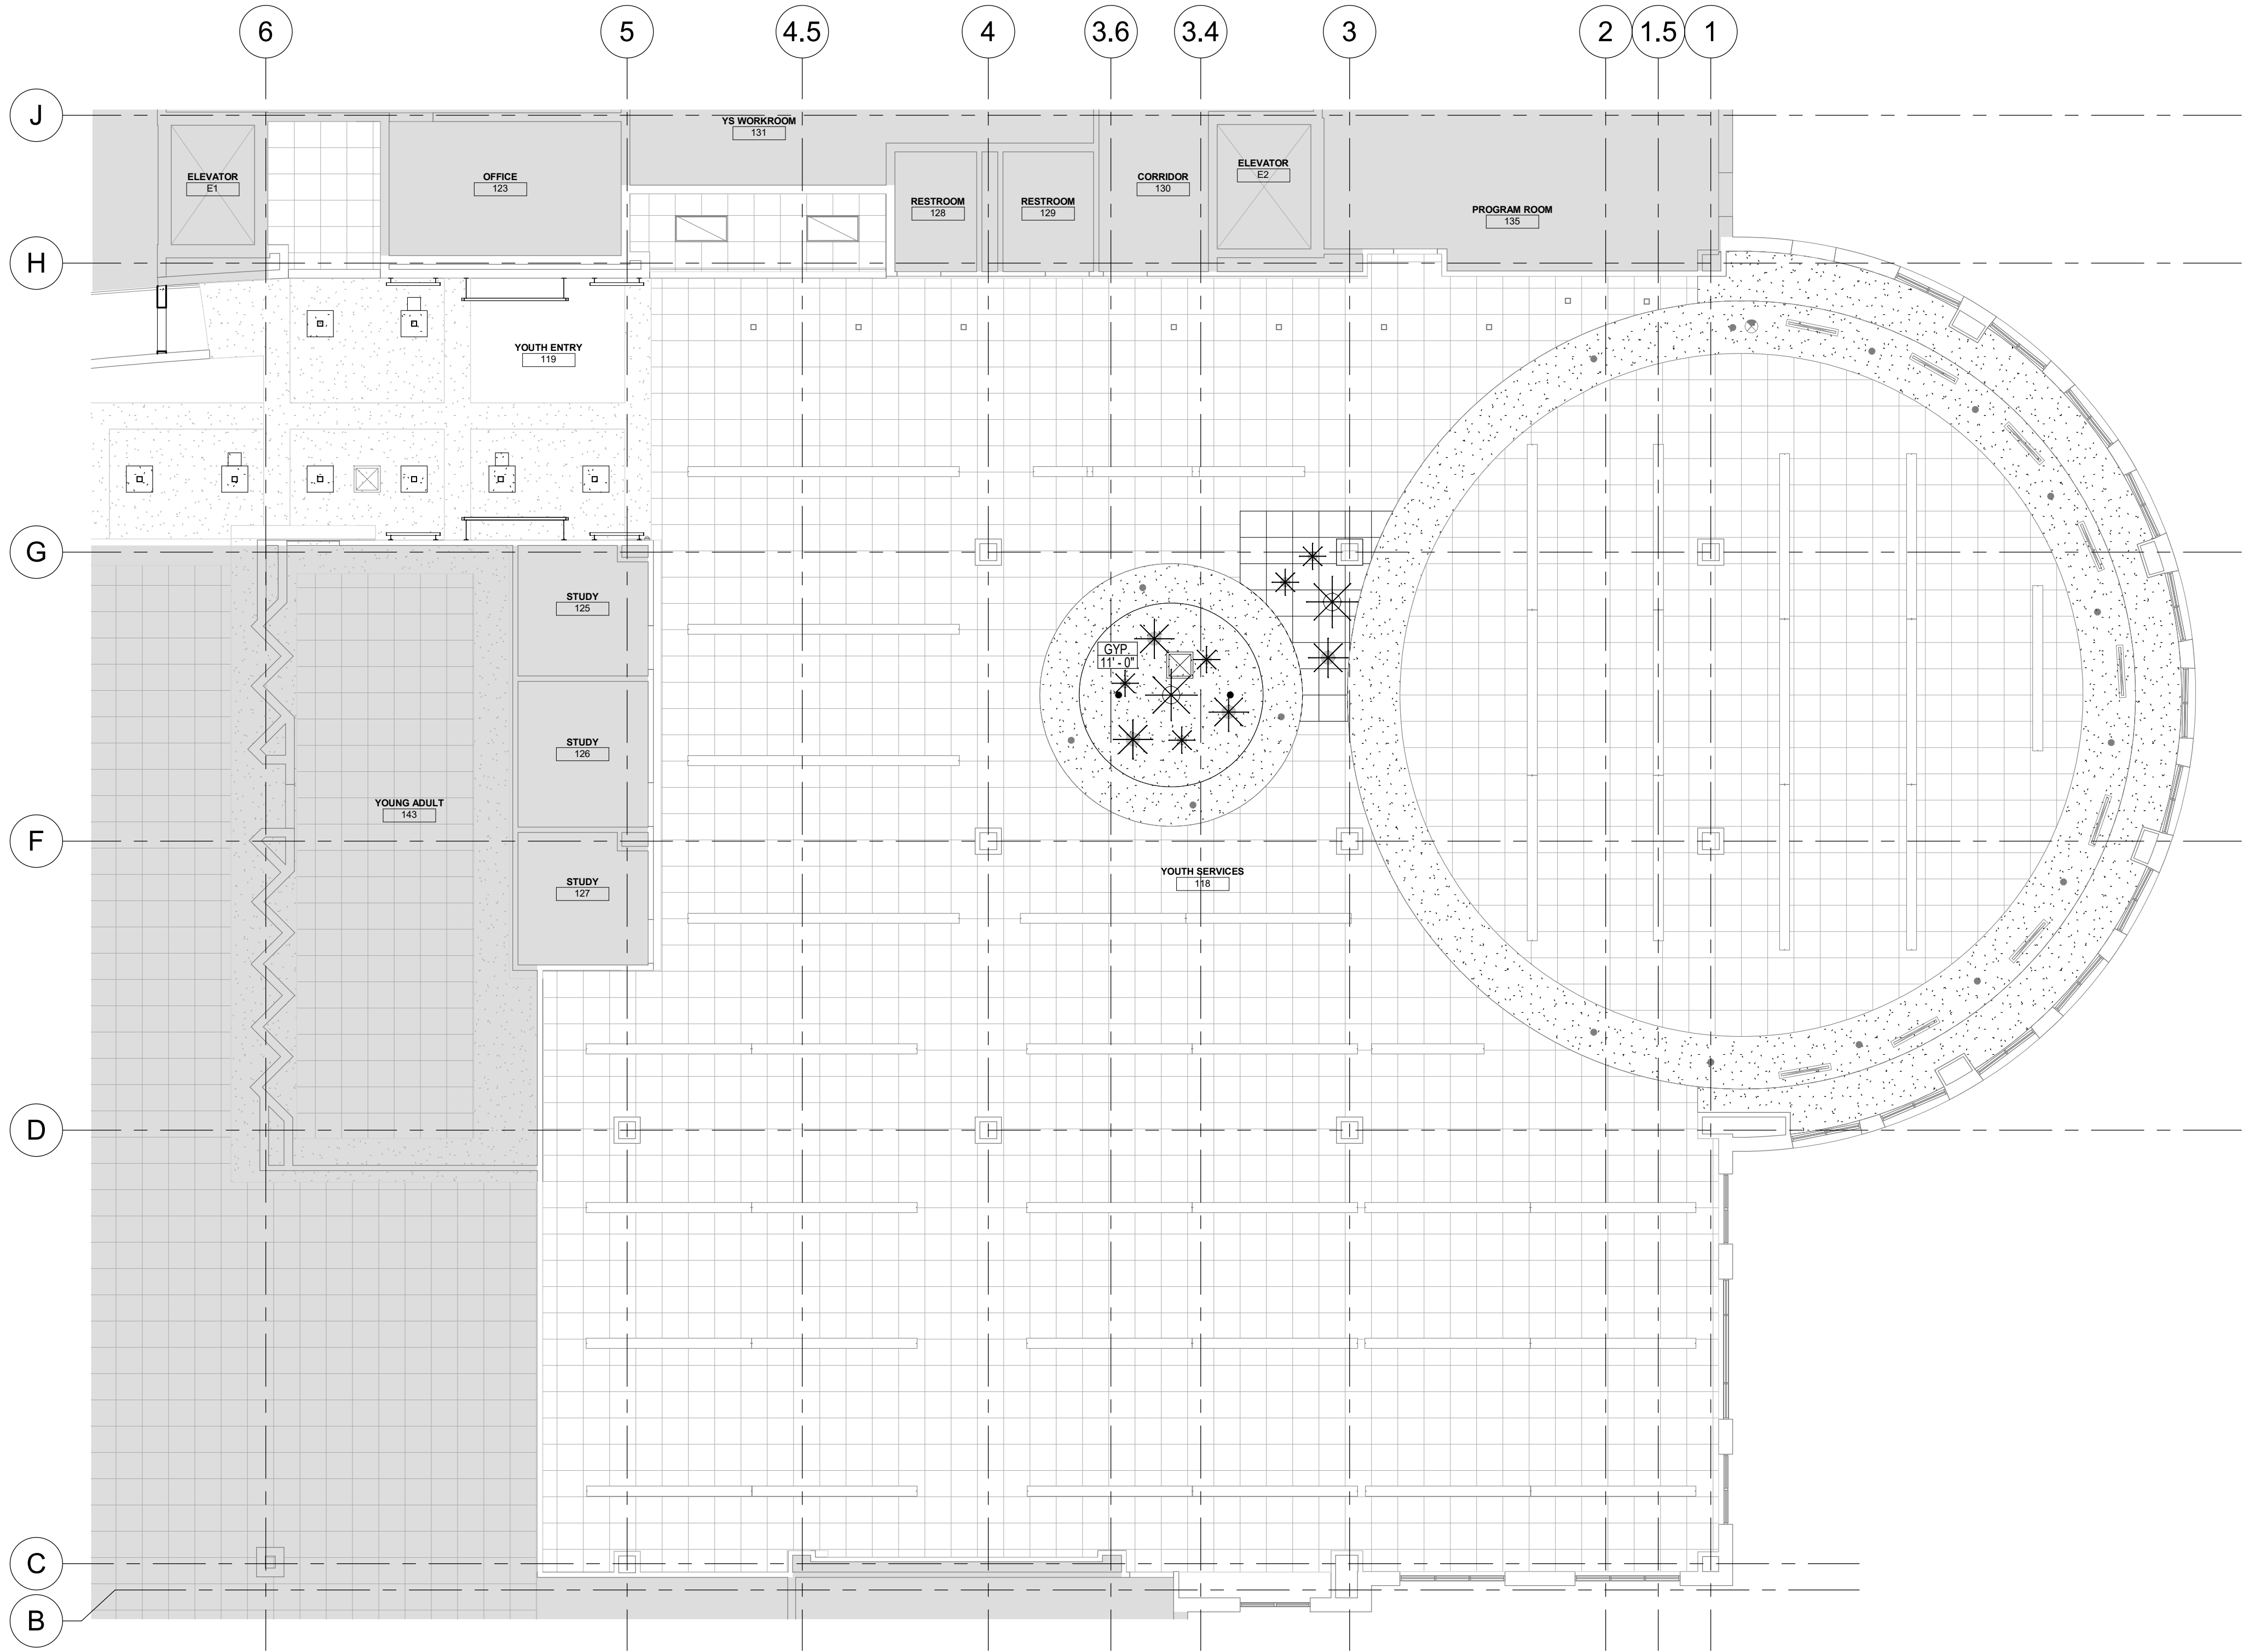 6
5
4.5
4
3.6
3.4
3
2
1.5
1
J
YS WORKROOM
131
ELEVATOR
E1
OFFICE
123
RESTROOM
128
RESTROOM
129
CORRIDOR
130
ELEVATOR
E2
PROGRAM ROOM
135
H
YOUTH ENTRY
119
G
STUDY
125
GYP.
11' - 0"
STUDY
126
YOUNG ADULT
143
F
STUDY
127
YOUTH SERVICES
118
D
C
B